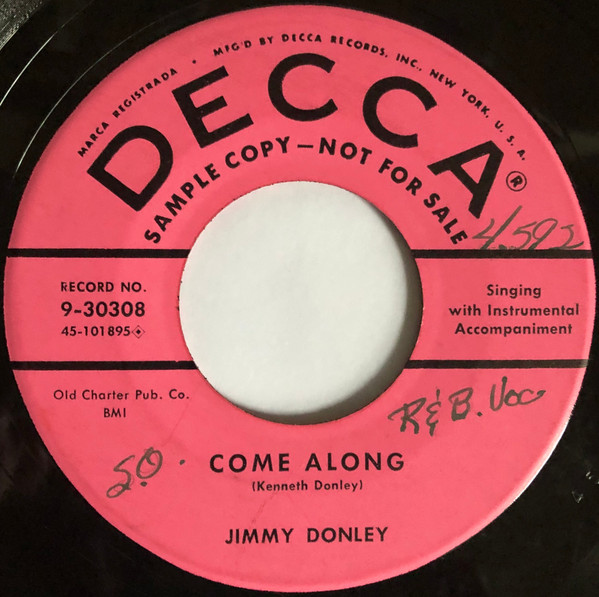 MARCA REGISTRADA • MFG'D BY DECCA RECORDS, INC., NEW YORK, U. S. A.
DECCA®
SAMPLE COPY—NOT FOR SALE
4,592
RECORD NO.
9-30308
45-101895
Singing
with Instrumental
Accompaniment
Old Charter Pub. Co.
BMI
R&B. Voc
50.
COME ALONG
(Kenneth Donley)
JIMMY DONLEY